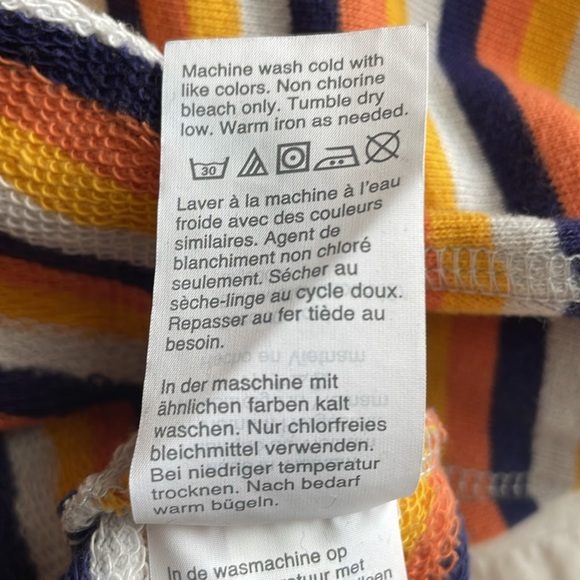 Machine wash cold with
like colors. Non chlorine
bleach only. Tumble dry
low. Warm iron as needed.
30
Laver à la machine à l'eau
froide avec des couleurs
similaires. Agent de
blanchiment non chloré
seulement. Sécher au
sèche-linge au cycle doux.
Repasser au fer tiède au
besoin.
In der maschine mit
ähnlichen farben kalt
waschen. Nur chlorfreies
bleichmittel verwenden.
Bei niedriger temperatur
trocknen. Nach bedarf
warm bügeln.
In de wasmachine op
met